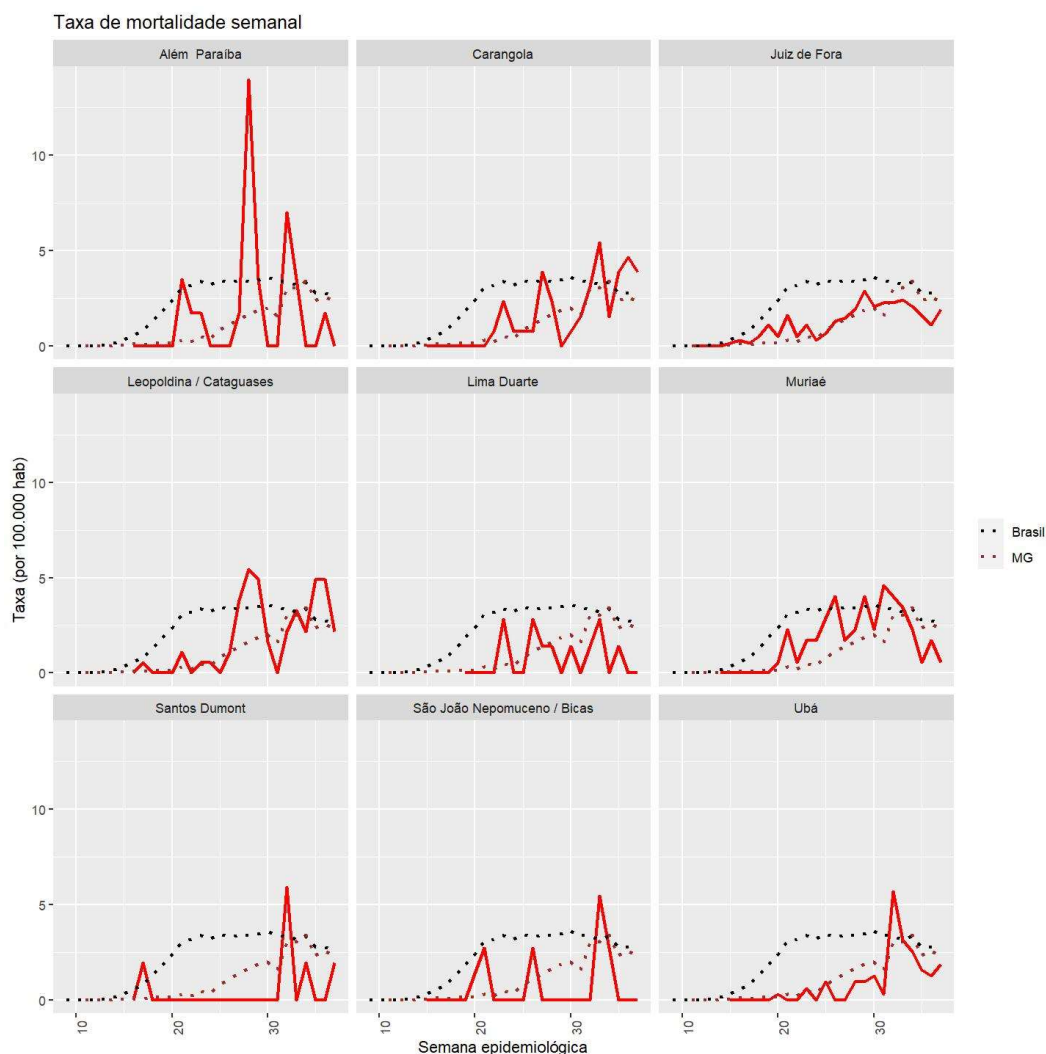 Taxa de mortalidade semanal
Além  Paraíba
Carangola
Juiz de Fora
10
5
0
Leopoldina / Cataguases
Lima Duarte
Muriaé
10
5
0
Santos Dumont
São João Nepomuceno / Bicas
Ubá
10
5
0
10
20
30
10
20
30
10
20
30
Taxa (por 100.000 hab)
Semana epidemiológica
Brasil
MG